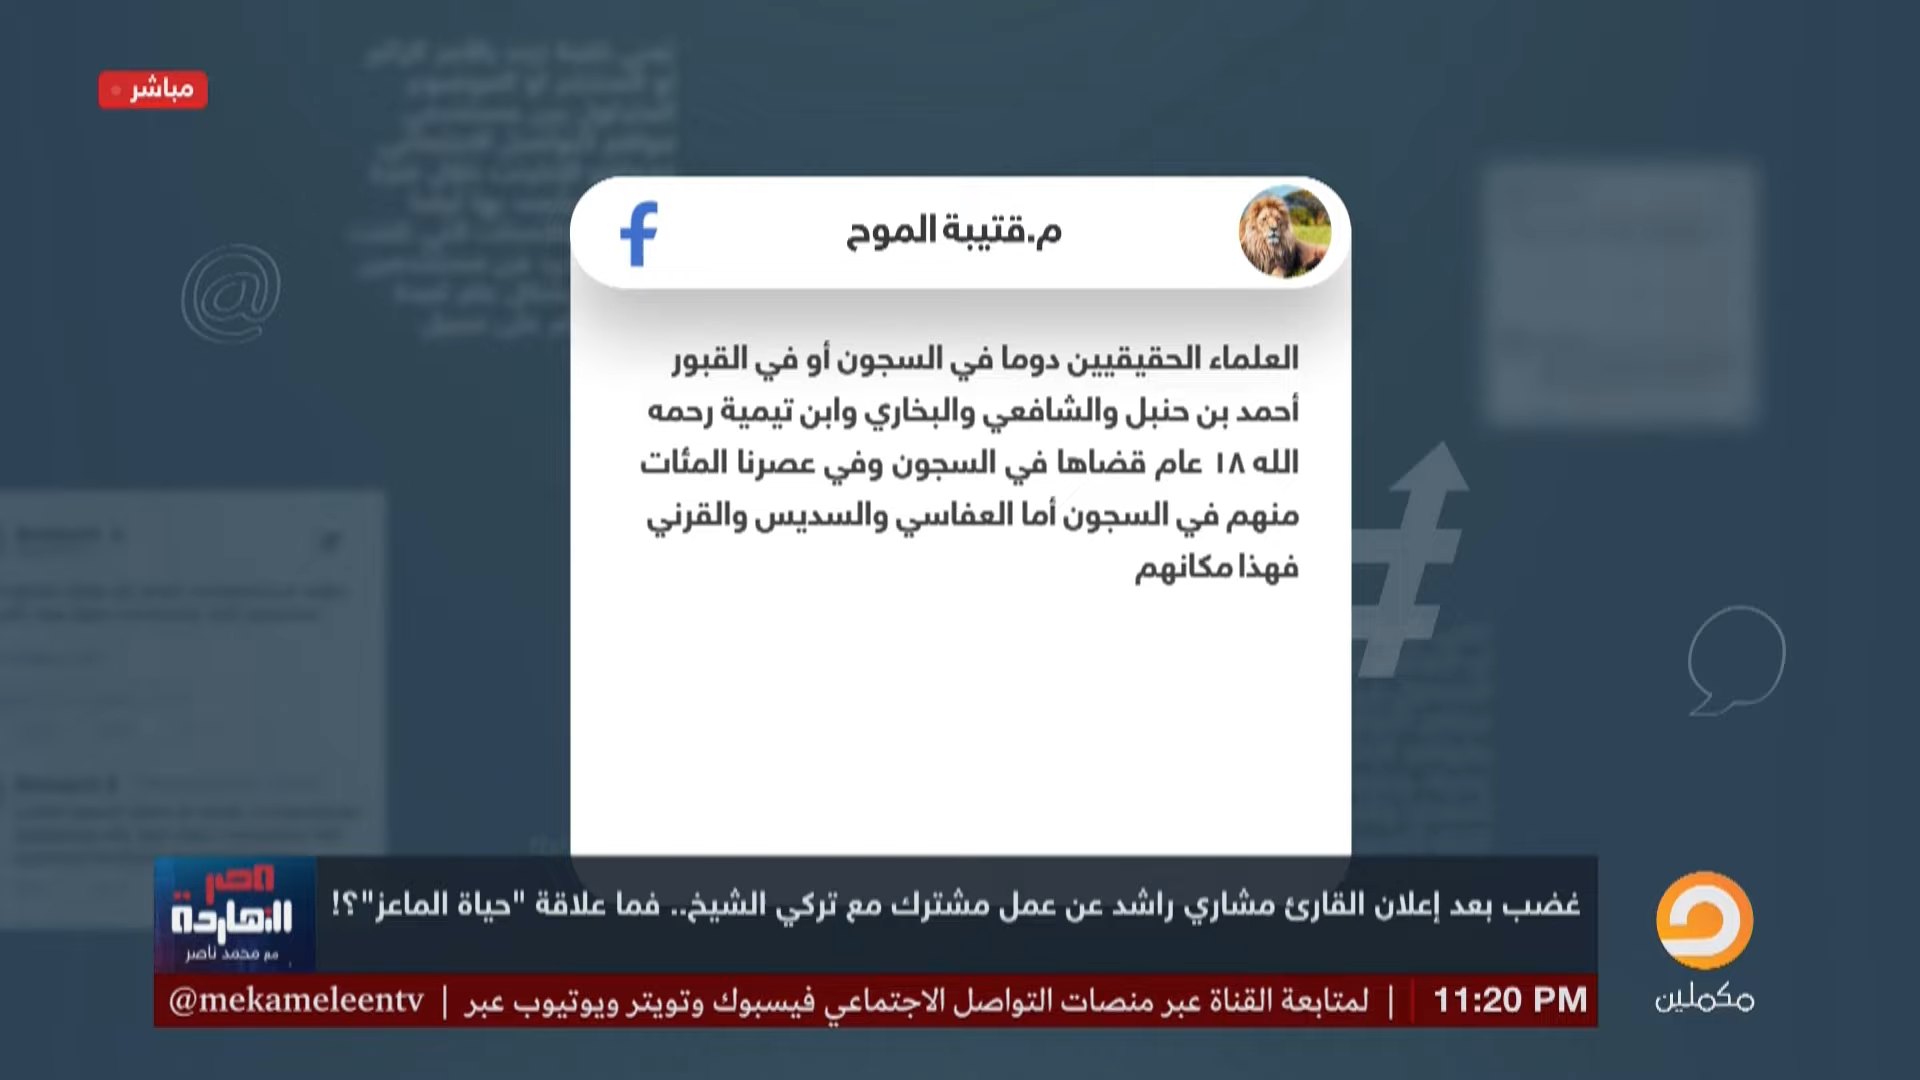 مباشر
م.قتيبة الموح
العلماء الحقيقيين دوما في السجون أو في القبور
أحمد بن حنبل والشافعي والبخاري وابن تيمية رحمه
الله ١٨ عام قضاها في السجون وفي عصرنا المئات
منهم في السجون أما العفاسي والسديس والقرني
فهذا مكانهم
غضب بعد إعلان القارئ مشاري راشد عن عمل مشترك مع تركي الشيخ.. فما علاقة "حياة الماعز"؟!
مصر
النهاردة
مع محمد ناصر
11:20 PM | لمتابعة القناة عبر منصات التواصل الاجتماعي فيسبوك وتويتر ويوتيوب عبر | @mekameleentv
مكملين